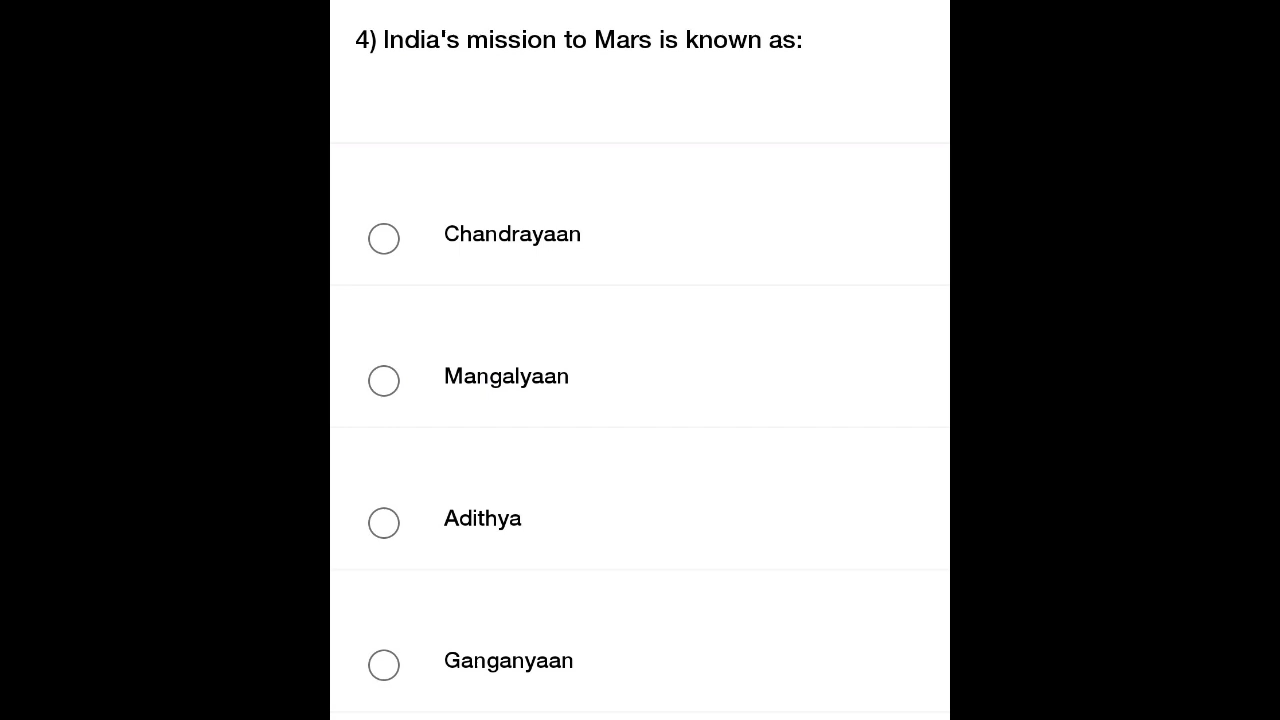 4) India's mission to Mars is known as:
Chandrayaan
Mangalyaan
Adithya
Ganganyaan